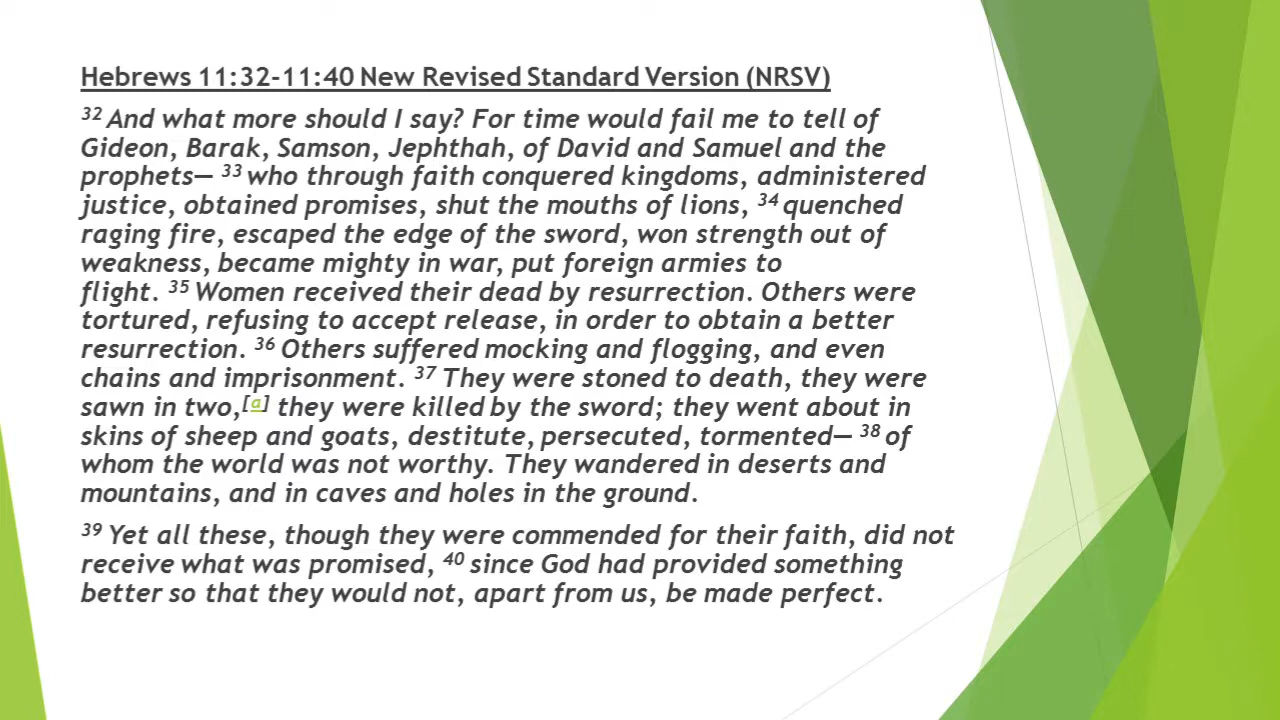 Hebrews 11:32-11:40 New Revised Standard Version (NRSV)
32 And what more should I say? For time would fail me to tell of
Gideon, Barak, Samson, Jephthah, of David and Samuel and the
prophets— 33 who through faith conquered kingdoms, administered
justice, obtained promises, shut the mouths of lions, 34 quenched
raging fire, escaped the edge of the sword, won strength out of
weakness, became mighty in war, put foreign armies to
flight. 35 Women received their dead by resurrection. Others were
tortured, refusing to accept release, in order to obtain a better
resurrection. 36 Others suffered mocking and flogging, and even
chains and imprisonment. 37 They were stoned to death, they were
sawn in two,[a] they were killed by the sword; they went about in
skins of sheep and goats, destitute, persecuted, tormented— 38 of
whom the world was not worthy. They wandered in deserts and
mountains, and in caves and holes in the ground.
39 Yet all these, though they were commended for their faith, did not
receive what was promised, 40 since God had provided something
better so that they would not, apart from us, be made perfect.